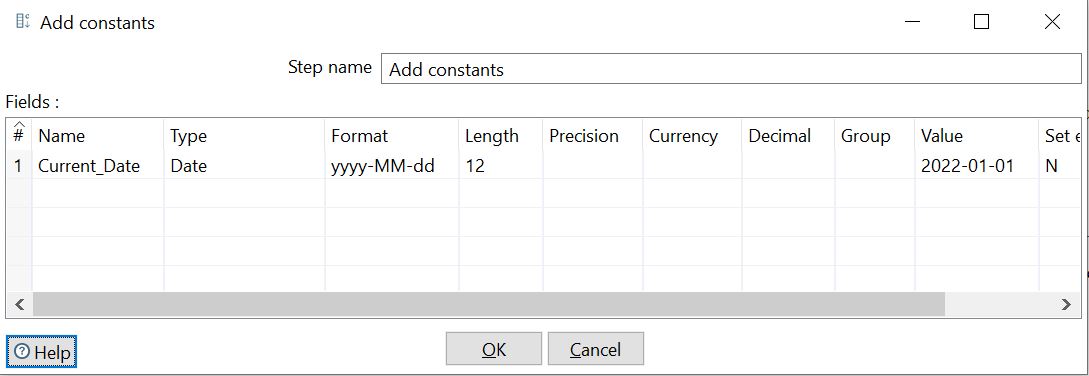 Add constants
Step name Add constants
Fields :
# Name Type Format Length Precision Currency Decimal Group Value Set e
1 Current_Date Date yyyy-MM-dd 12 2022-01-01 N
Help OK Cancel